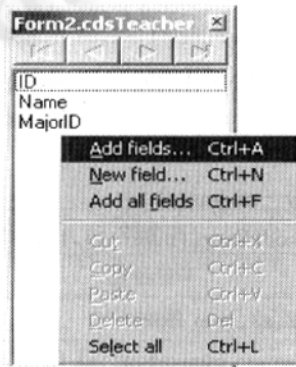 Form2.cdsTeacher
ID
Name
MajorID
Add fields... Ctrl+A
New field... Ctrl+N
Add all fields Ctrl+F
Cut Ctrl+X
Copy Ctrl+C
Paste Ctrl+V
Delete Del
Select all Ctrl+L